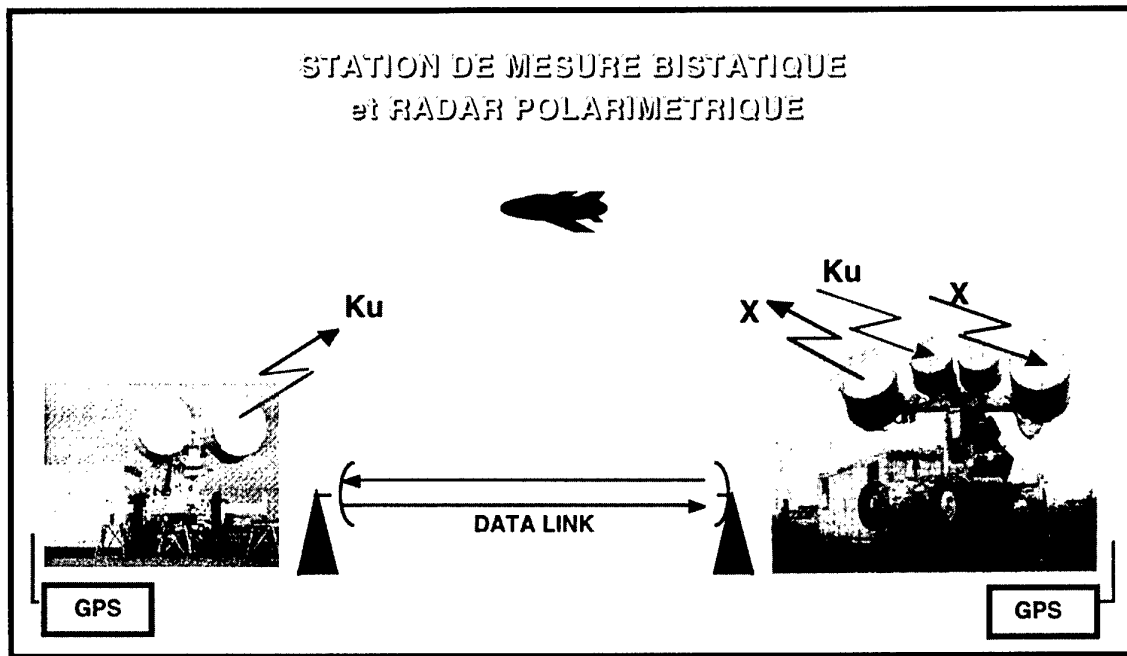 STATION DE MESURE BISTATIQUE
et RADAR POLARIMETRIQUE
Ku
X
X
Ku
DATA LINK
GPS
GPS